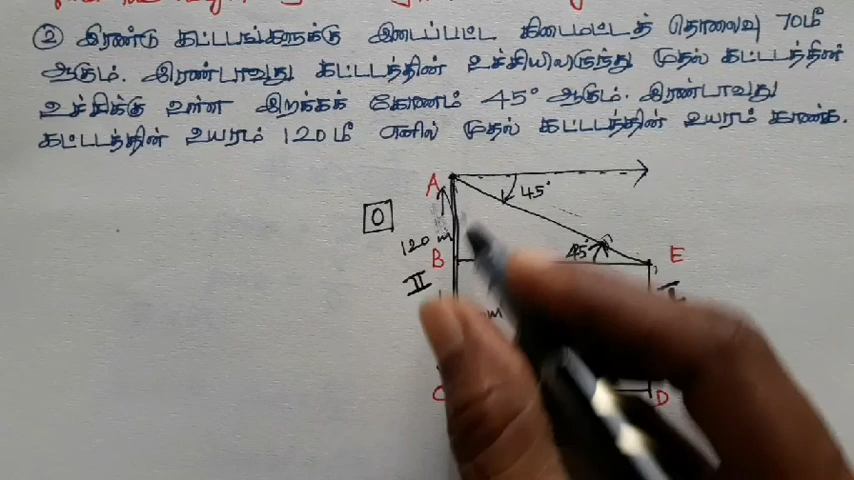 ② இரண்டு கட்டடங்களுக்கு இடைப்பட்ட கிடைமட்டத் தொலைவு 70மீ
ஆகும். இரண்டாவது கட்டடத்தின் உச்சியிலிருந்து முதல் கட்டடத்தின்
உச்சிக்கு உள்ள இறக்கக் கோணம் 45° ஆகும். இரண்டாவது
கட்டடத்தின் உயரம் 120மீ எனில் முதல் கட்டடத்தின் உயரம் காண்க.
A
45°
O
120 m
B
45°
E
II
m
C
D